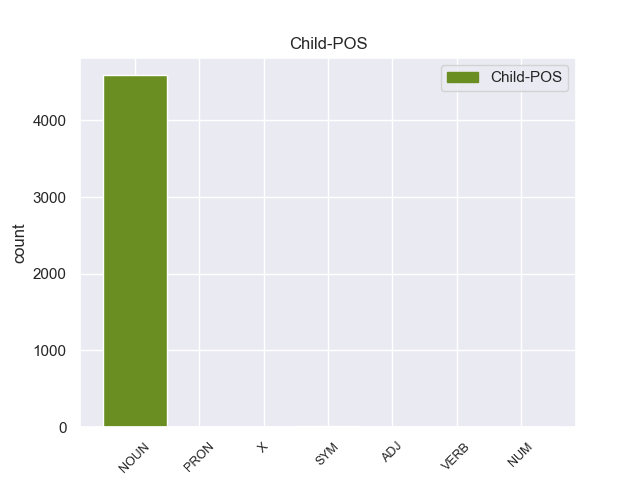 Child-POS
Child-POS
count
4000
3000
2000
1000
0
NOUN
PRON
X
SYM
ADJ
VERB
NUM